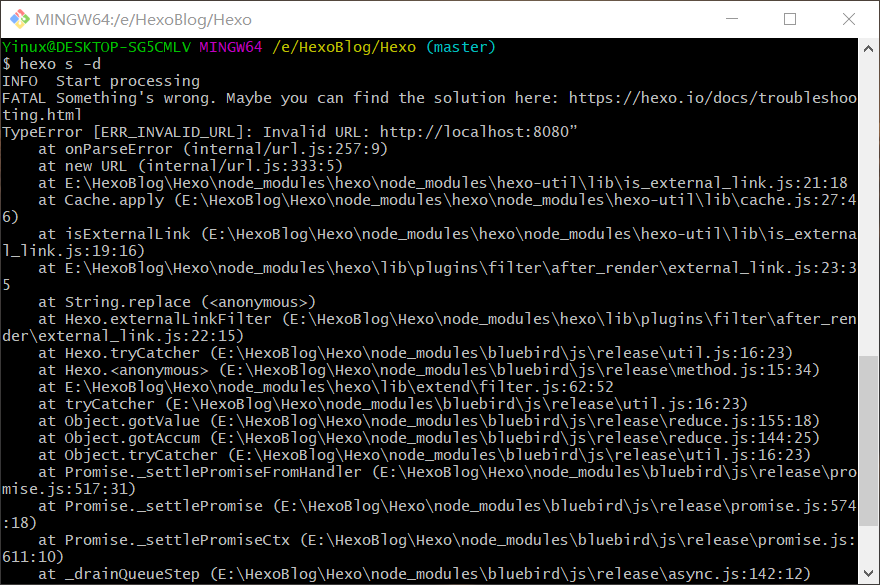 MINGW64:/e/HexoBlog/Hexo
Yinux@DESKTOP-SG5CMLV MINGW64 /e/HexoBlog/Hexo (master)
$ hexo s -d
INFO  Start processing
FATAL Something's wrong. Maybe you can find the solution here: https://hexo.io/docs/troubleshoo
ting.html
TypeError [ERR_INVALID_URL]: Invalid URL: http://localhost:8080”
    at onParseError (internal/url.js:257:9)
    at new URL (internal/url.js:333:5)
    at E:\HexoBlog\Hexo\node_modules\hexo\node_modules\hexo-util\lib\is_external_link.js:21:18
    at Cache.apply (E:\HexoBlog\Hexo\node_modules\hexo\node_modules\hexo-util\lib\cache.js:27:4
6)
    at isExternalLink (E:\HexoBlog\Hexo\node_modules\hexo\node_modules\hexo-util\lib\is_externa
l_link.js:19:16)
    at E:\HexoBlog\Hexo\node_modules\hexo\lib\plugins\filter\after_render\external_link.js:23:3
5
    at String.replace (<anonymous>)
    at Hexo.externalLinkFilter (E:\HexoBlog\Hexo\node_modules\hexo\lib\plugins\filter\after_ren
der\external_link.js:22:15)
    at Hexo.tryCatcher (E:\HexoBlog\Hexo\node_modules\bluebird\js\release\util.js:16:23)
    at Hexo.<anonymous> (E:\HexoBlog\Hexo\node_modules\bluebird\js\release\method.js:15:34)
    at E:\HexoBlog\Hexo\node_modules\hexo\lib\extend\filter.js:62:52
    at tryCatcher (E:\HexoBlog\Hexo\node_modules\bluebird\js\release\util.js:16:23)
    at Object.gotValue (E:\HexoBlog\Hexo\node_modules\bluebird\js\release\reduce.js:155:18)
    at Object.gotAccum (E:\HexoBlog\Hexo\node_modules\bluebird\js\release\reduce.js:144:25)
    at Object.tryCatcher (E:\HexoBlog\Hexo\node_modules\bluebird\js\release\util.js:16:23)
    at Promise._settlePromiseFromHandler (E:\HexoBlog\Hexo\node_modules\bluebird\js\release\pro
mise.js:517:31)
    at Promise._settlePromise (E:\HexoBlog\Hexo\node_modules\bluebird\js\release\promise.js:574
:18)
    at Promise._settlePromiseCtx (E:\HexoBlog\Hexo\node_modules\bluebird\js\release\promise.js:
611:10)
    at _drainQueueStep (E:\HexoBlog\Hexo\node_modules\bluebird\js\release\async.js:142:12)